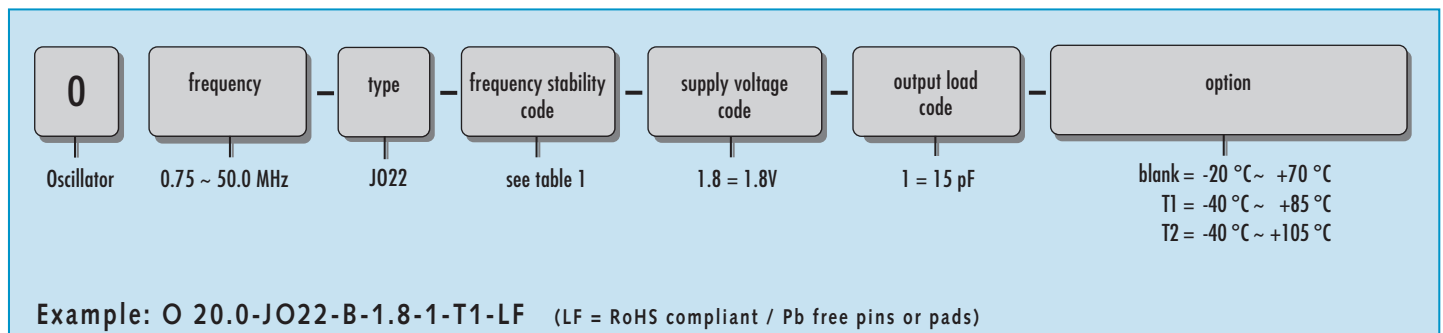 O
frequency
–
type
–
frequency stability
code
–
supply voltage
code
–
output load
code
–
option
Oscillator
0.75 ~ 50.0 MHz
JO22
see table 1
1.8 = 1.8V
1 = 15 pF
blank = -20 °C ~ +70 °C
T1 = -40 °C ~ +85 °C
T2 = -40 °C ~ +105 °C
Example: O 20.0-JO22-B-1.8-1-T1-LF (LF = RoHS compliant / Pb free pins or pads)